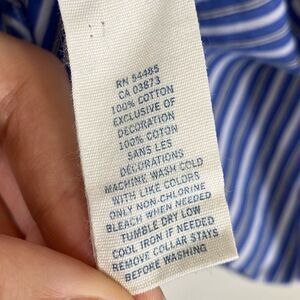 RN 54485
CA 03873
100% COTTON
EXCLUSIVE OF
DECORATION
100% COTON
SANS LES
DÉCORATIONS
MACHINE WASH COLD
WITH LIKE COLORS
ONLY NON-CHLORINE
BLEACH WHEN NEEDED
TUMBLE DRY LOW
COOL IRON IF NEEDED
REMOVE COLLAR STAYS
BEFORE WASHING